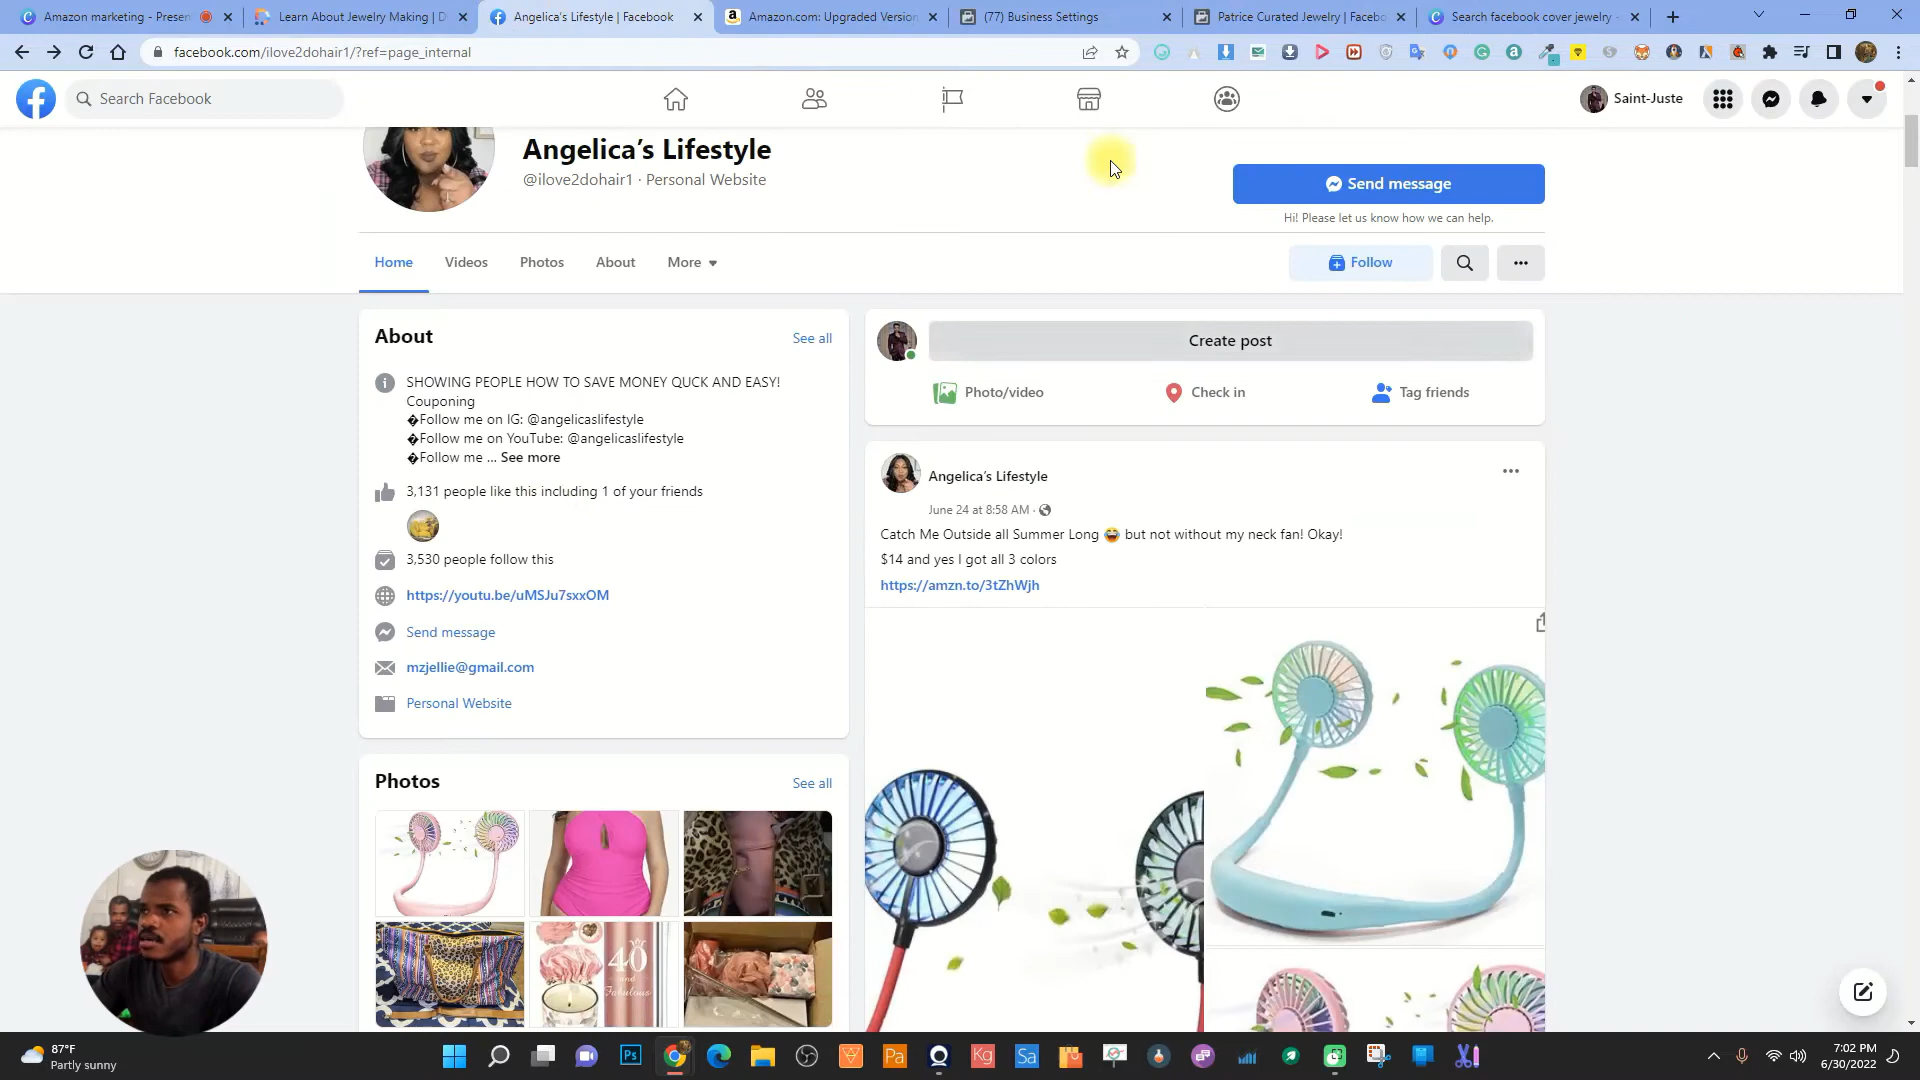 Amazon marketing - Presen
Learn About Jewelry Making | D
Angelica's Lifestyle | Facebook
Amazon.com: Upgraded Version
(77) Business Settings
Patrice Curated Jewelry | Facebo
Search facebook cover jewelry -
facebook.com/ilove2dohair1/?ref=page_internal
Search Facebook
Saint-Juste
Angelica's Lifestyle
@ilove2dohair1 · Personal Website
Send message
Hi! Please let us know how we can help.
Home
Videos
Photos
About
More
Follow
About
See all
SHOWING PEOPLE HOW TO SAVE MONEY QUCK AND EASY!
Couponing
�Follow me on IG: @angelicaslifestyle
�Follow me on YouTube: @angelicaslifestyle
�Follow me ... See more
3,131 people like this including 1 of your friends
3,530 people follow this
https://youtu.be/uMSJu7sxxOM
Send message
mzjellie@gmail.com
Personal Website
Photos
See all
40
and
Fabulous
Create post
Photo/video
Check in
Tag friends
Angelica's Lifestyle
June 24 at 8:58 AM ·
Catch Me Outside all Summer Long 😂 but not without my neck fan! Okay!
$14 and yes I got all 3 colors
https://amzn.to/3tZhWjh
87°F
Partly sunny
Ps
Pa
Kg
Sa
7:02 PM
6/30/2022